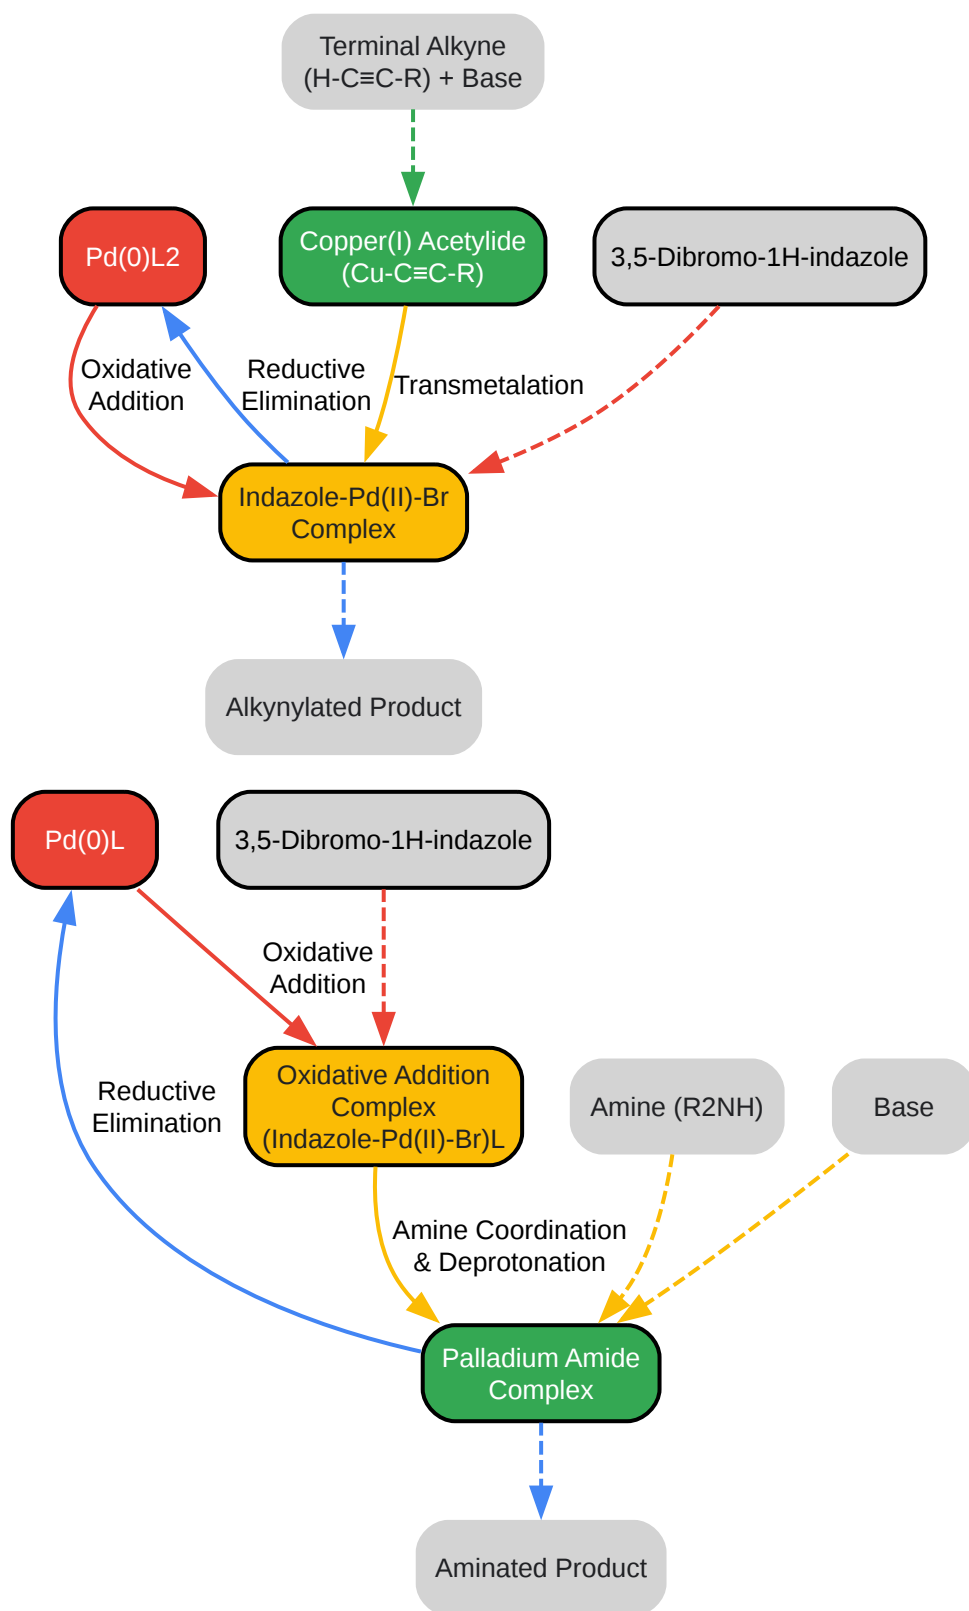 Terminal Alkyne
(H-C≡C-R) + Base
Pd(0)L2
Copper(I) Acetylide
(Cu-C≡C-R)
3,5-Dibromo-1H-indazole
Oxidative
Addition
Reductive
Elimination
Transmetalation
Indazole-Pd(II)-Br
Complex
Alkynylated Product
Pd(0)L
3,5-Dibromo-1H-indazole
Oxidative
Addition
Oxidative Addition
Complex
(Indazole-Pd(II)-Br)L
Amine (R2NH)
Base
Reductive
Elimination
Amine Coordination
& Deprotonation
Palladium Amide
Complex
Aminated Product